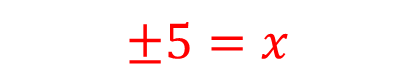 ±5 = x